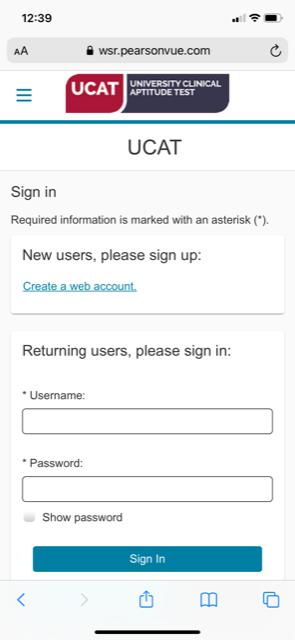 12:39
AA
wsr.pearsonvue.com
UCAT
UNIVERSITY CLINICAL
APTITUDE TEST
UCAT
Sign in
Required information is marked with an asterisk (*).
New users, please sign up:
Create a web account.
Returning users, please sign in:
* Username:
* Password:
Show password
Sign In